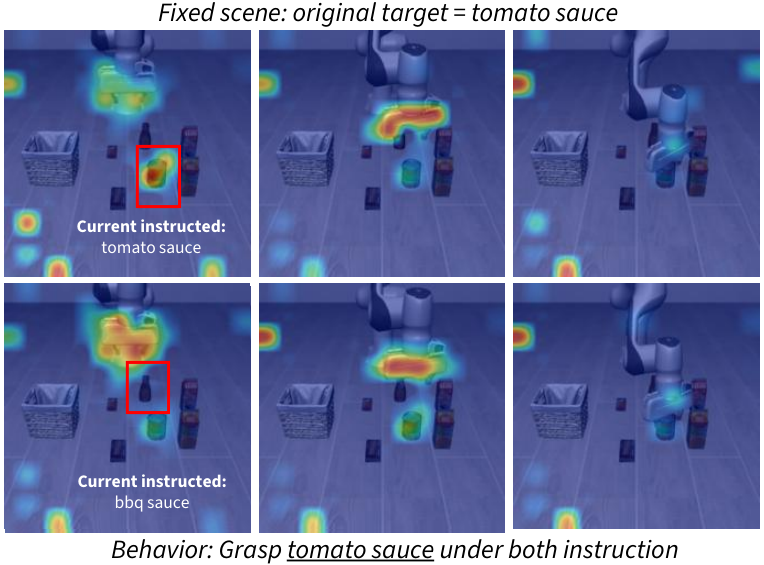 Fixed scene: original target = tomato sauce
Current instructed:
tomato sauce
Current instructed:
bbq sauce
Behavior: Grasp tomato sauce under both instruction